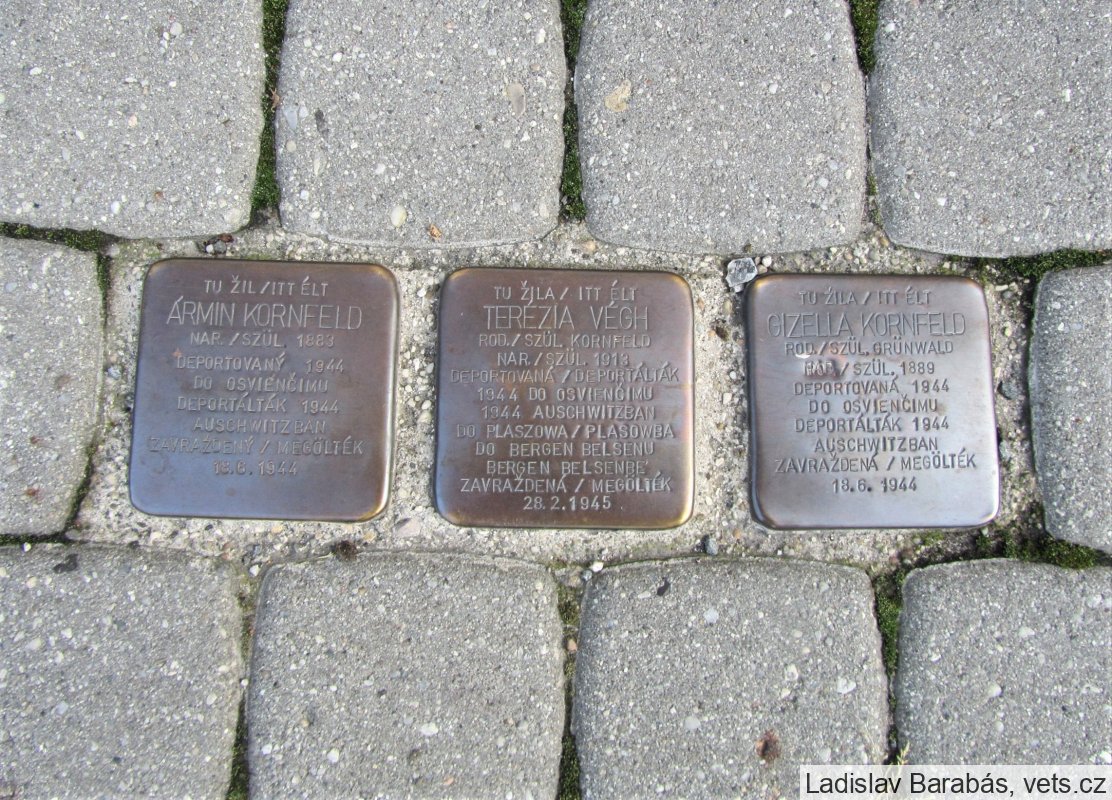 TU ŽIL/ITT ÉLT
ÁRMIN KORNFELD
NAR./SZÜL. 1883
DEPORTOVANÝ 1944
DO OSVIENČIMU
DEPORTÁLTÁK 1944
AUSCHWITZBAN
ZAVRAŽDENÝ/MEGÖLTÉK
18.6.1944
TU ŽILA/ITT ÉLT
TERÉZIA VÉGH
ROD./SZÜL. KORNFELD
NAR./SZÜL. 1913
DEPORTOVANÁ/DEPORTÁLTÁK
1944 DO OSVIENČIMU
1944 AUSCHWITZBAN
DO PLASZOWA/PLASOWBA
DO BERGEN BELSENU
BERGEN BELSENBE
ZAVRAŽDENÁ/MEGÖLTÉK
28.2.1945
TU ŽILA/ITT ÉLT
GIZELLA KORNFELD
ROD./SZÜL. GRÜNWALD
NAR./SZÜL. 1889
DEPORTOVANÁ 1944
DO OSVIENČIMU
DEPORTÁLTÁK 1944
AUSCHWITZBAN
ZAVRAŽDENÁ/MEGÖLTÉK
18.6.1944
Ladislav Barabás, vets.cz